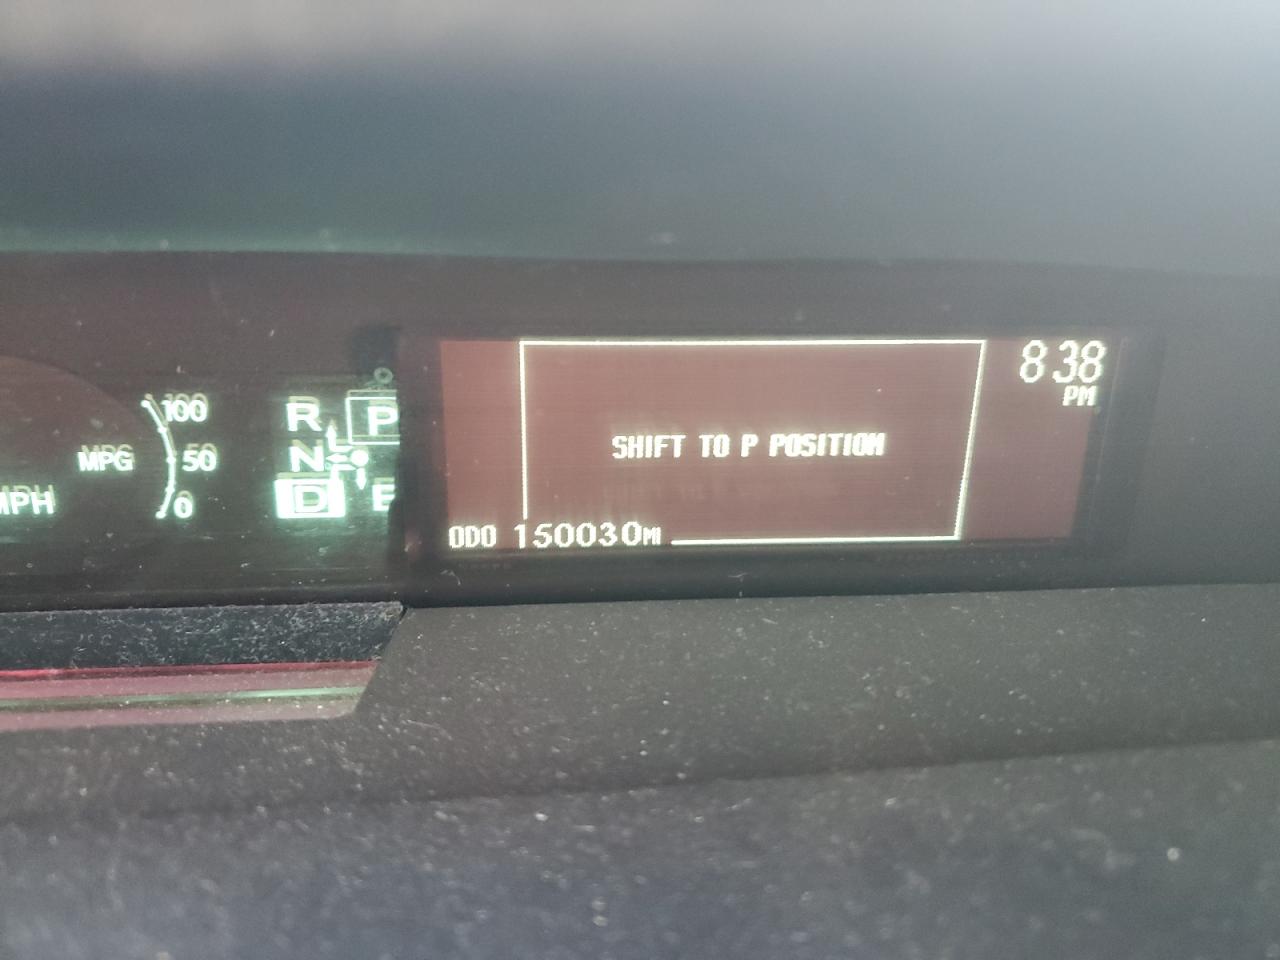 MPG
MPH
100
50
0
R
P
N
D
SHIFT TO P POSITION
8:38
PM
ODO 150030MI